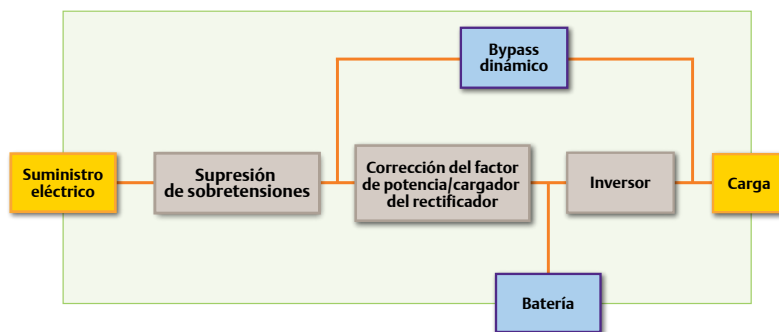 Bypass
dinámico
Suministro
eléctrico
Supresión
de sobretensiones
Corrección del factor
de potencia/cargador
del rectificador
Inversor
Carga
Batería